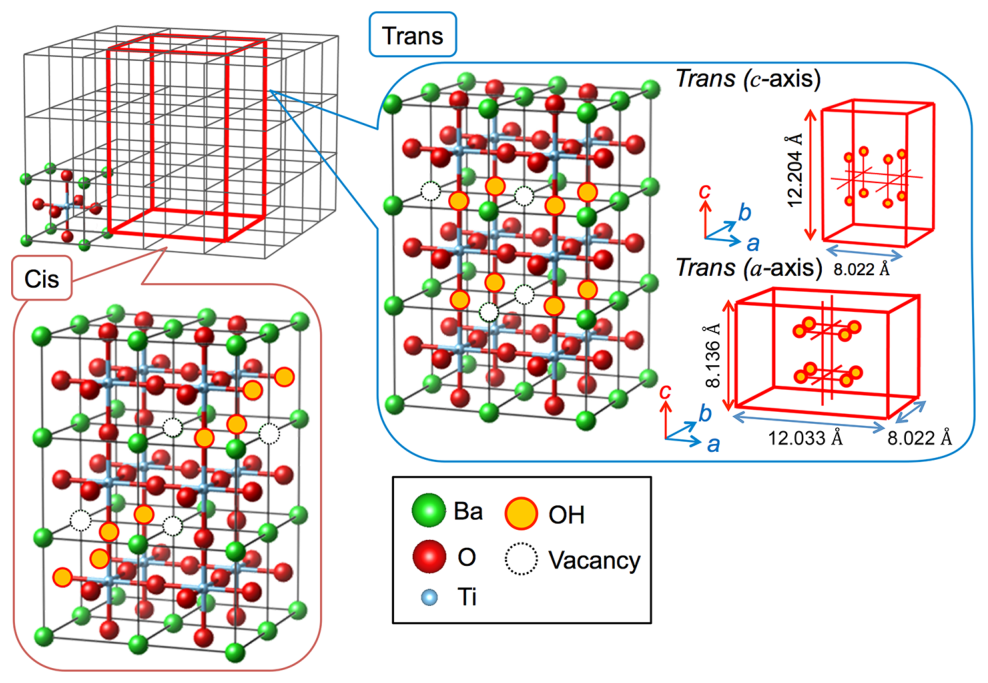 Trans
Trans (c-axis)
12.204 Å
c
b
a
8.022 Å
Trans (a-axis)
8.136 Å
c
b
a
12.033 Å
8.022 Å
Cis
Ba
OH
O
Vacancy
Ti